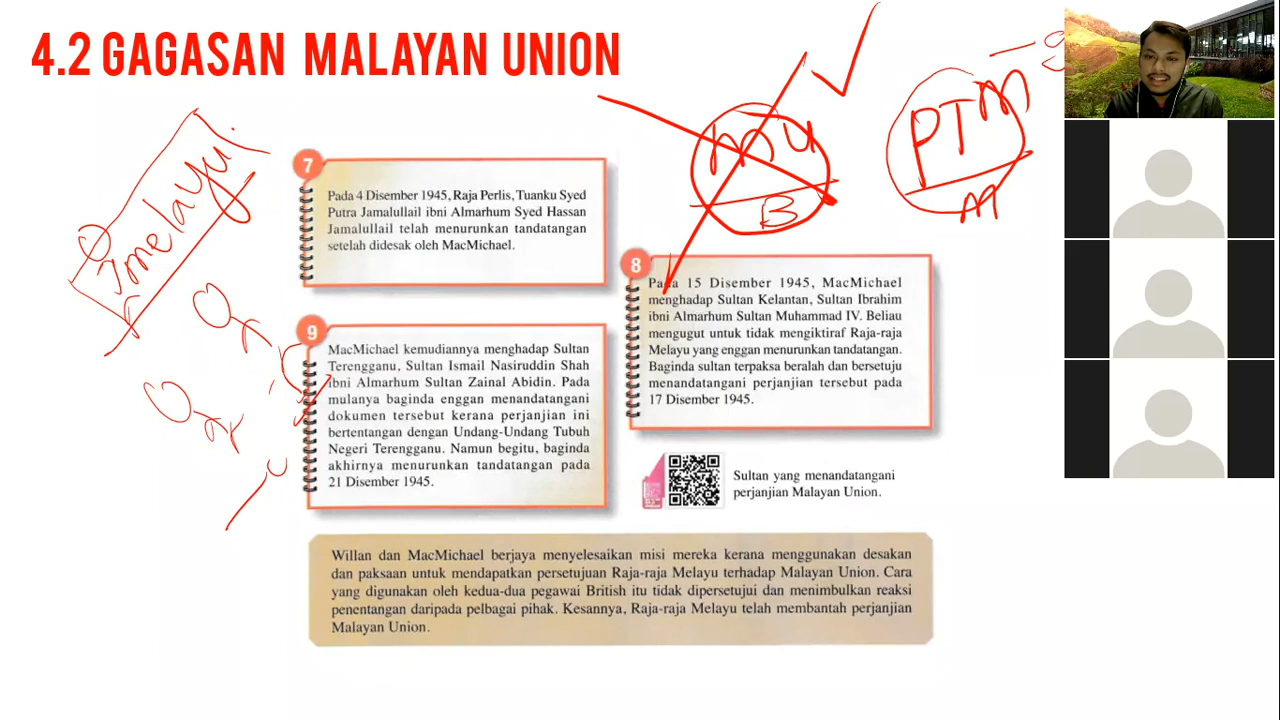 4.2 GAGASAN MALAYAN UNION
MU
B
PTM
M
melayu
7
Pada 4 Disember 1945, Raja Perlis, Tuanku Syed
Putra Jamalullail ibni Almarhum Syed Hassan
Jamalullail telah menurunkan tandatangan
setelah didesak oleh MacMichael.
8
Pada 15 Disember 1945, MacMichael
menghadap Sultan Kelantan, Sultan Ibrahim
ibni Almarhum Sultan Muhammad IV. Beliau
mengugut untuk tidak mengiktiraf Raja-raja
Melayu yang enggan menurunkan tandatangan.
Baginda sultan terpaksa beralah dan bersetuju
menandatangani perjanjian tersebut pada
17 Disember 1945.
9
MacMichael kemudiannya menghadap Sultan
Terengganu, Sultan Ismail Nasiruddin Shah
ibni Almarhum Sultan Zainal Abidin. Pada
mulanya baginda enggan menandatangani
dokumen tersebut kerana perjanjian ini
bertentangan dengan Undang-Undang Tubuh
Negeri Terengganu. Namun begitu, baginda
akhirnya menurunkan tandatangan pada
21 Disember 1945.
Sultan yang menandatangani
perjanjian Malayan Union.
Willan dan MacMichael berjaya menyelesaikan misi mereka kerana menggunakan desakan
dan paksaan untuk mendapatkan persetujuan Raja-raja Melayu terhadap Malayan Union. Cara
yang digunakan oleh kedua-dua pegawai British itu tidak dipersetujui dan menimbulkan reaksi
penentangan daripada pelbagai pihak. Kesannya, Raja-raja Melayu telah membantah perjanjian
Malayan Union.